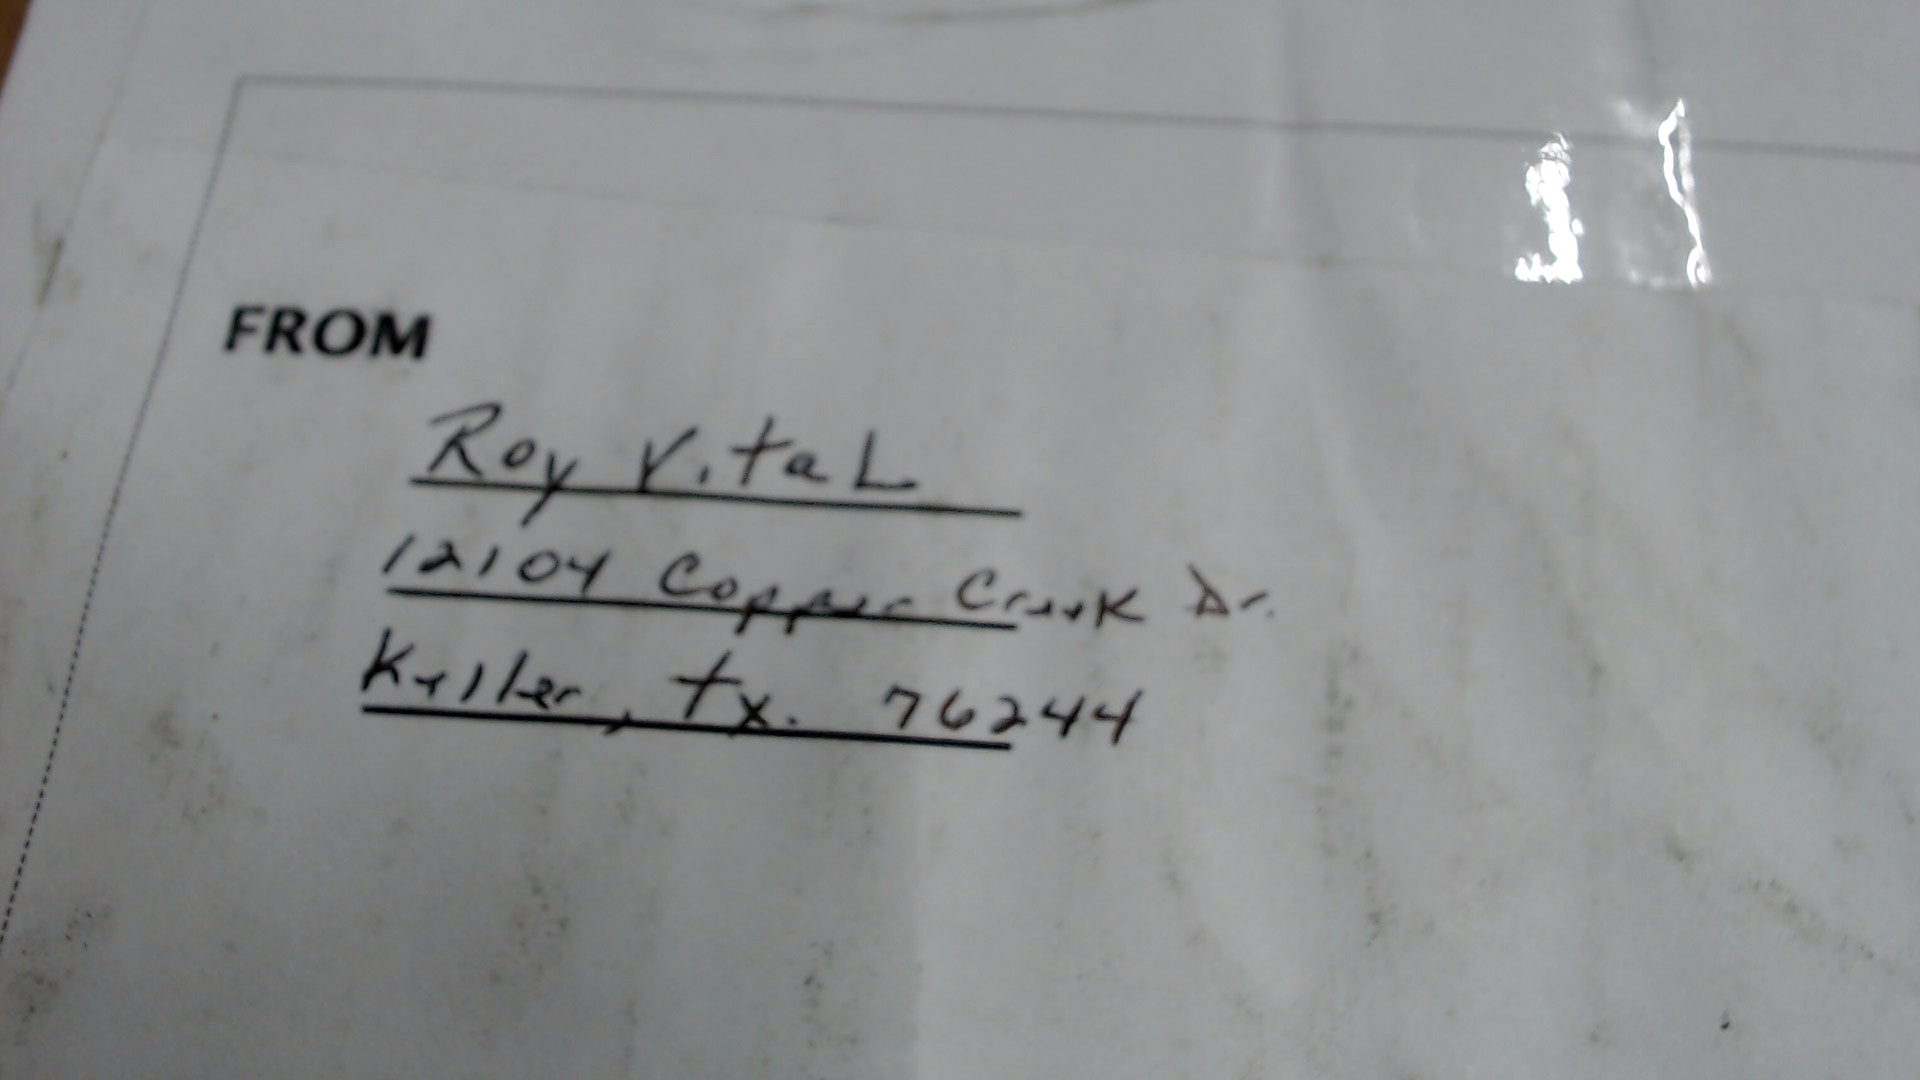 FROM
Roy Vital
12104 Copper Creek Dr.
Keller, tx. 76244